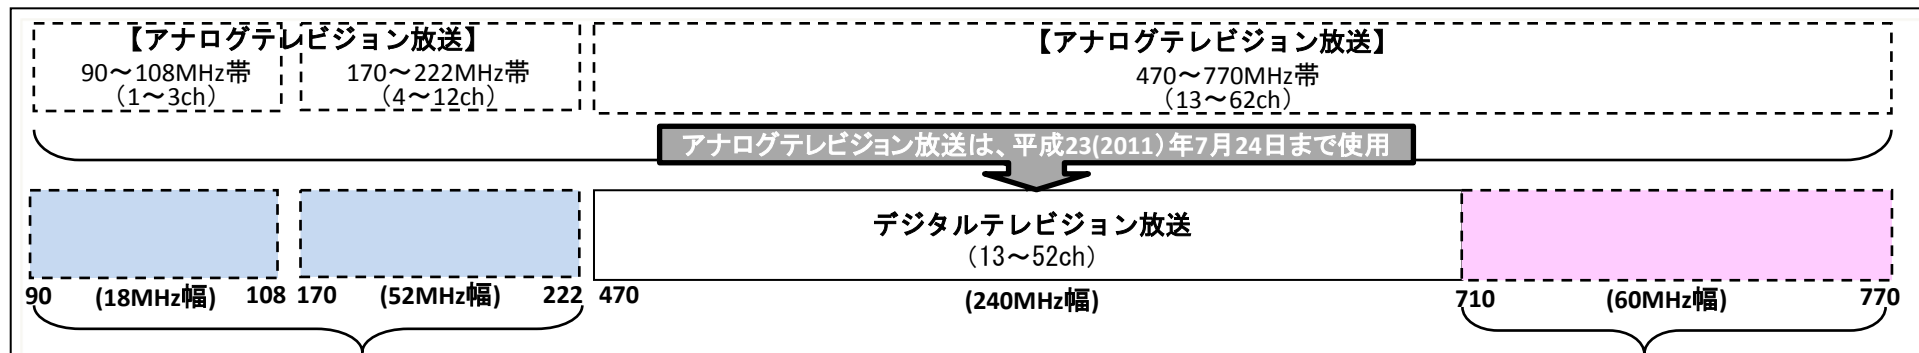 【アナログテレビジョン放送】
90～108MHz帯
（1～3ch）
170～222MHz帯
（4～12ch）
【アナログテレビジョン放送】
470～770MHz帯
（13～62ch）
アナログテレビジョン放送は、平成23(2011）年7月24日まで使用
デジタルテレビジョン放送
（13～52ch）
90 (18MHz幅) 108 170 (52MHz幅) 222 470 (240MHz幅) 710 (60MHz幅) 770